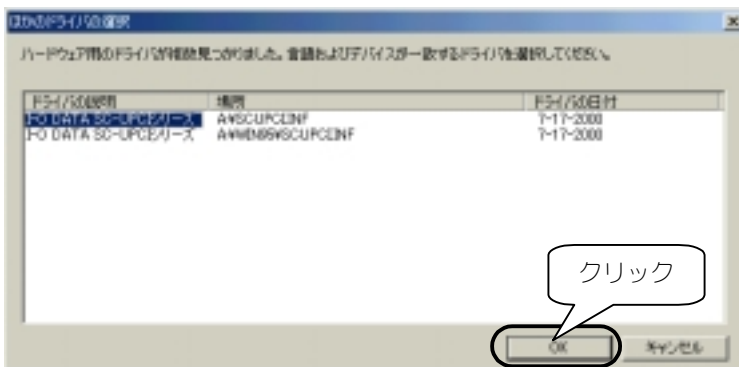 ほかのドライバの選択
ハードウェア用のドライバが複数見つかりました。言語およびデバイスが一致するドライバを選択してください。
ドライバの説明 場所 ドライバの日付
I-O DATA SC-UPCIシリーズ A:¥SCUPCI.INF 7-17-2000
I-O DATA SC-UPCIシリーズ A:¥WIN95¥SCUPCI.INF 7-17-2000
クリック
OK キャンセル